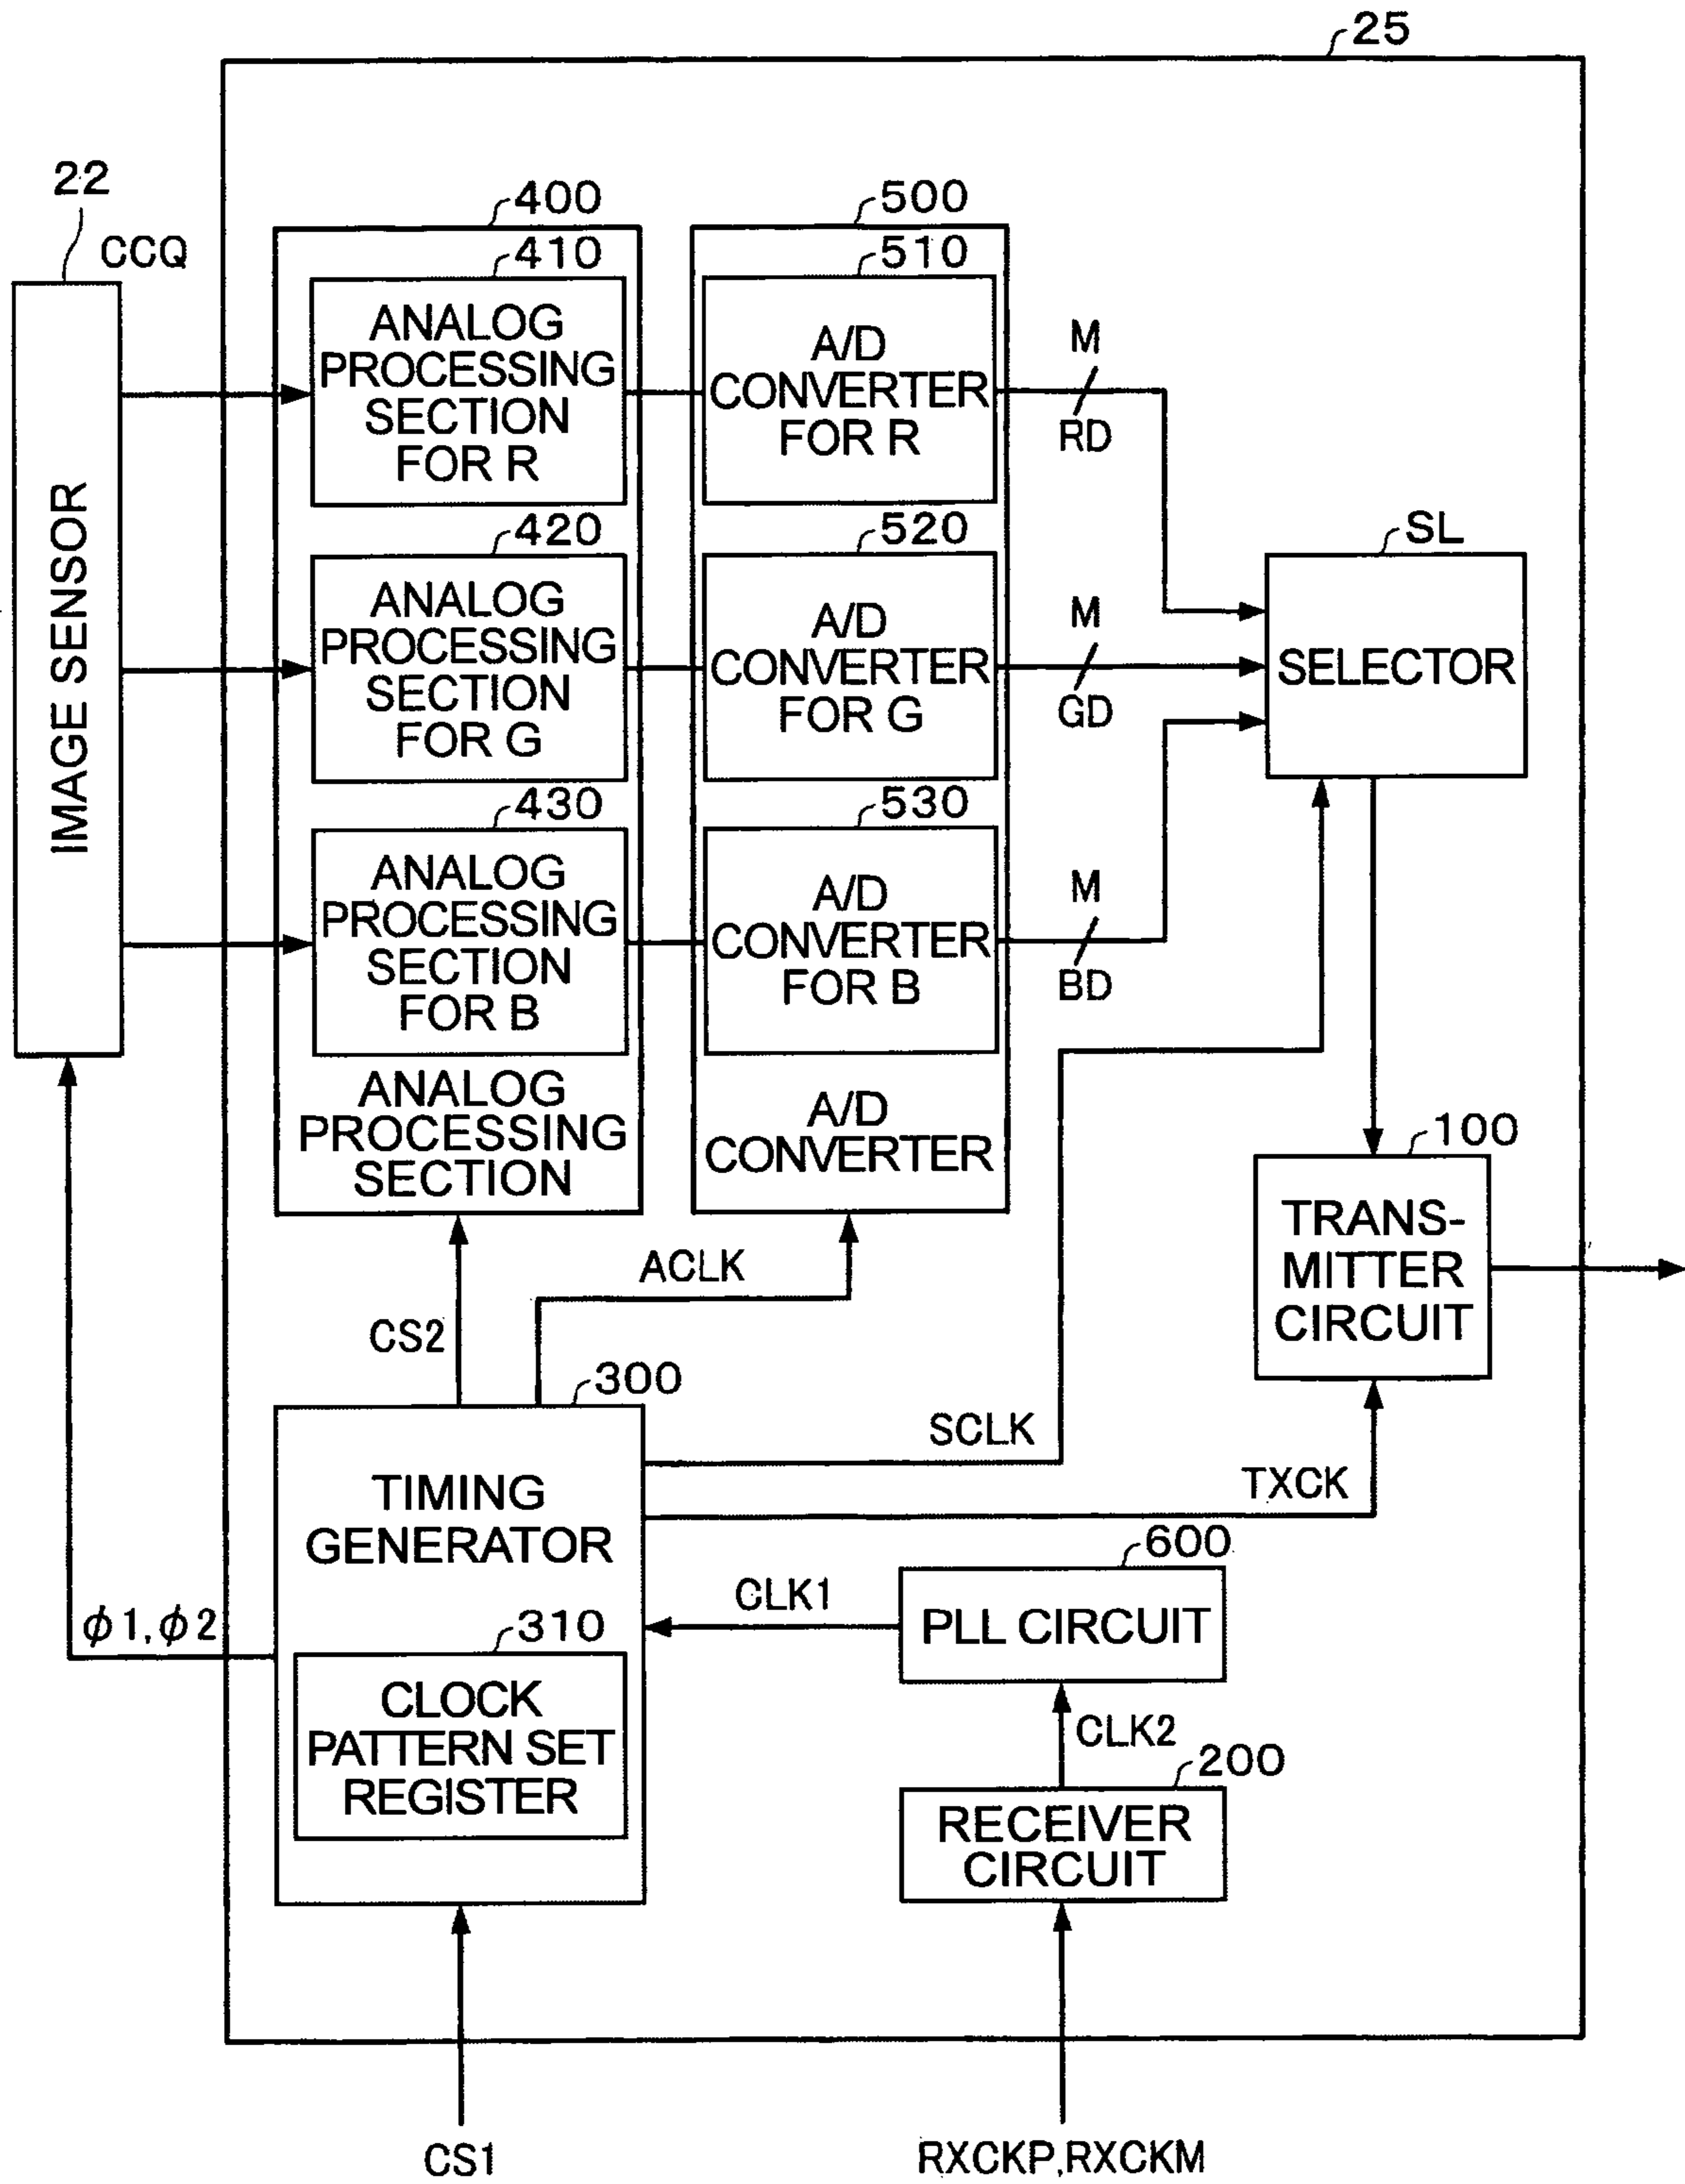 25
22
CCQ
IMAGE SENSOR
400
410
ANALOG
PROCESSING
SECTION
FOR R
420
ANALOG
PROCESSING
SECTION
FOR G
430
ANALOG
PROCESSING
SECTION
FOR B
ANALOG
PROCESSING
SECTION
500
510
A/D
CONVERTER
FOR R
520
A/D
CONVERTER
FOR G
530
A/D
CONVERTER
FOR B
A/D
CONVERTER
M
RD
M
GD
M
BD
SL
SELECTOR
100
TRANS-
MITTER
CIRCUIT
CS2
ACLK
300
TIMING
GENERATOR
SCLK
TXCK
ϕ1,ϕ2
310
CLOCK
PATTERN SET
REGISTER
CLK1
600
PLL CIRCUIT
CLK2
200
RECEIVER
CIRCUIT
CS1
RXCKP,RXCKM